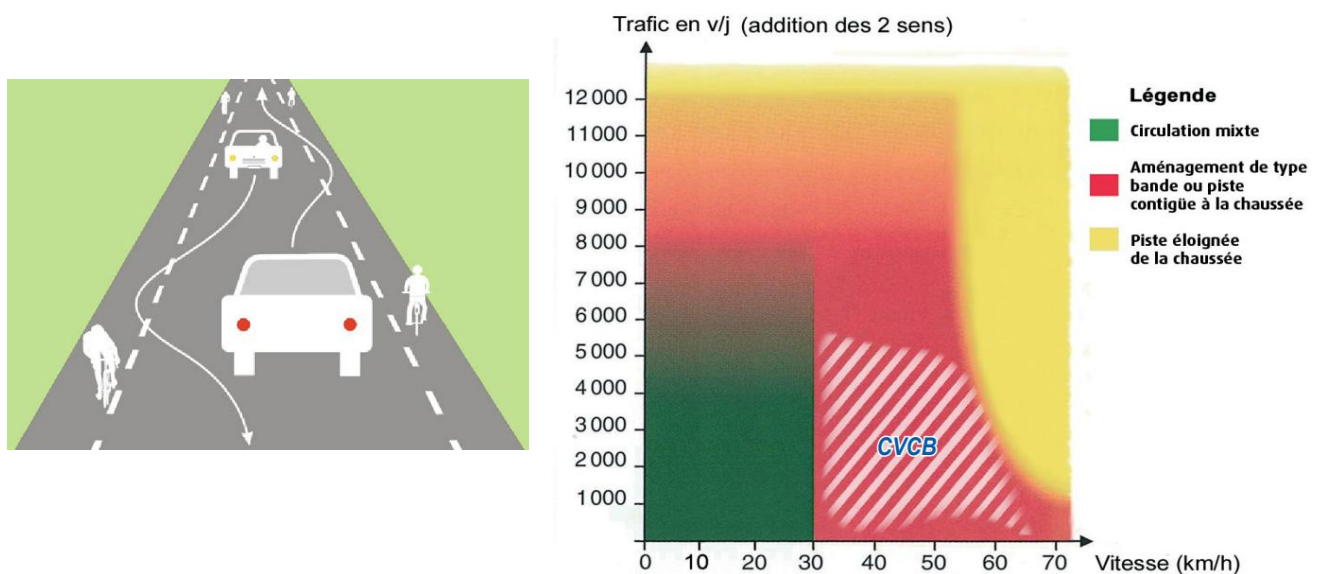 Trafic en v/j (addition des 2 sens)
12 000
11 000
10 000
9 000
8 000
7 000
6 000
5 000
4 000
3 000
2 000
1 000
CVCB
0 10 20 30 40 50 60 70
Vitesse (km/h)
Légende
Circulation mixte
Aménagement de type
bande ou piste
contigüe à la chaussée
Piste éloignée
de la chaussée